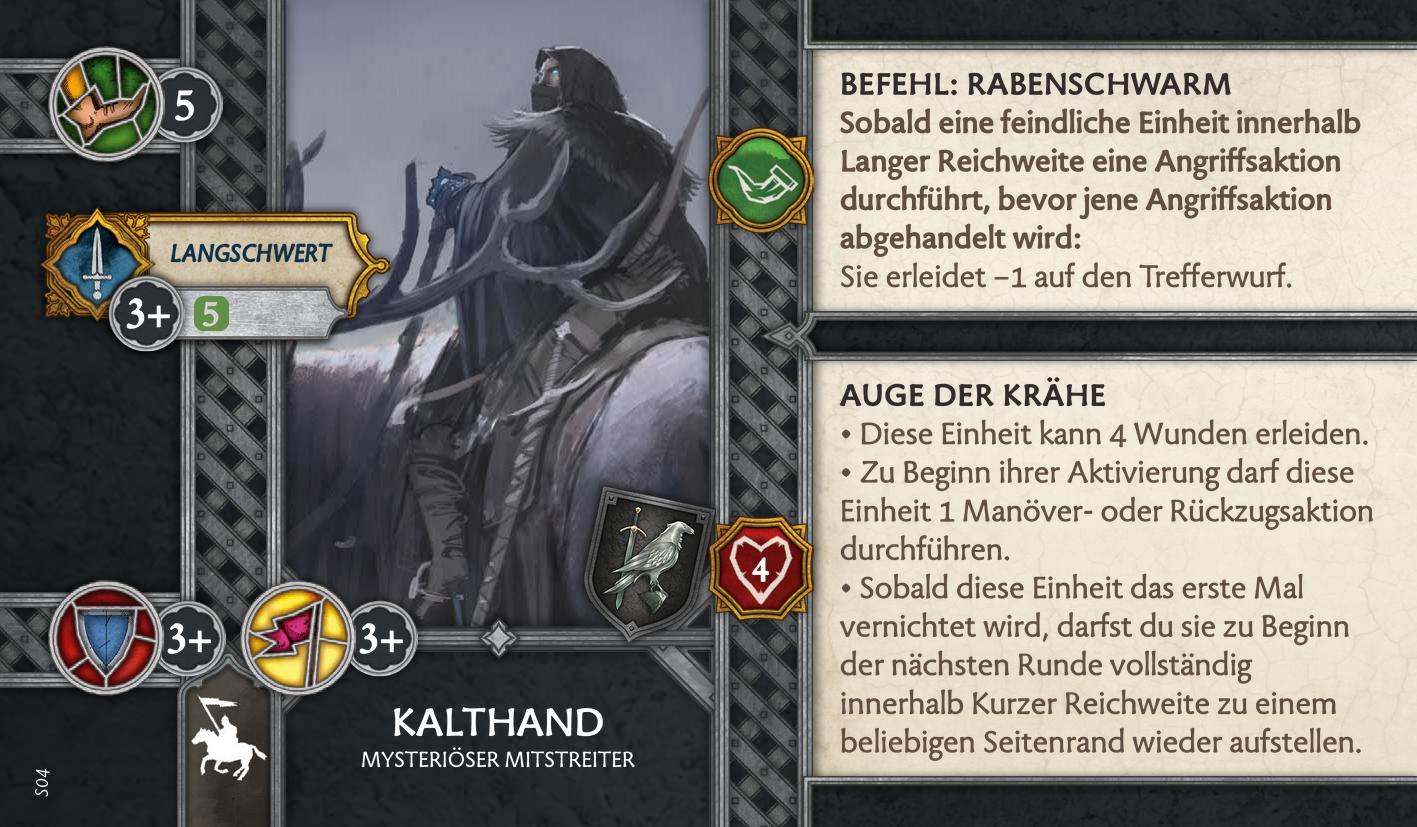 5
LANGSCHWERT
3+
5
3+
3+
KALTHAND
MYSTERIÖSER MITSTREITER
S04
BEFEHL: RABENSCHWARM
Sobald eine feindliche Einheit innerhalb
Langer Reichweite eine Angriffsaktion
durchführt, bevor jene Angriffsaktion
abgehandelt wird:
Sie erleidet –1 auf den Trefferwurf.
4
AUGE DER KRÄHE
• Diese Einheit kann 4 Wunden erleiden.
• Zu Beginn ihrer Aktivierung darf diese
Einheit 1 Manöver- oder Rückzugsaktion
durchführen.
• Sobald diese Einheit das erste Mal
vernichtet wird, darfst du sie zu Beginn
der nächsten Runde vollständig
innerhalb Kurzer Reichweite zu einem
beliebigen Seitenrand wieder aufstellen.